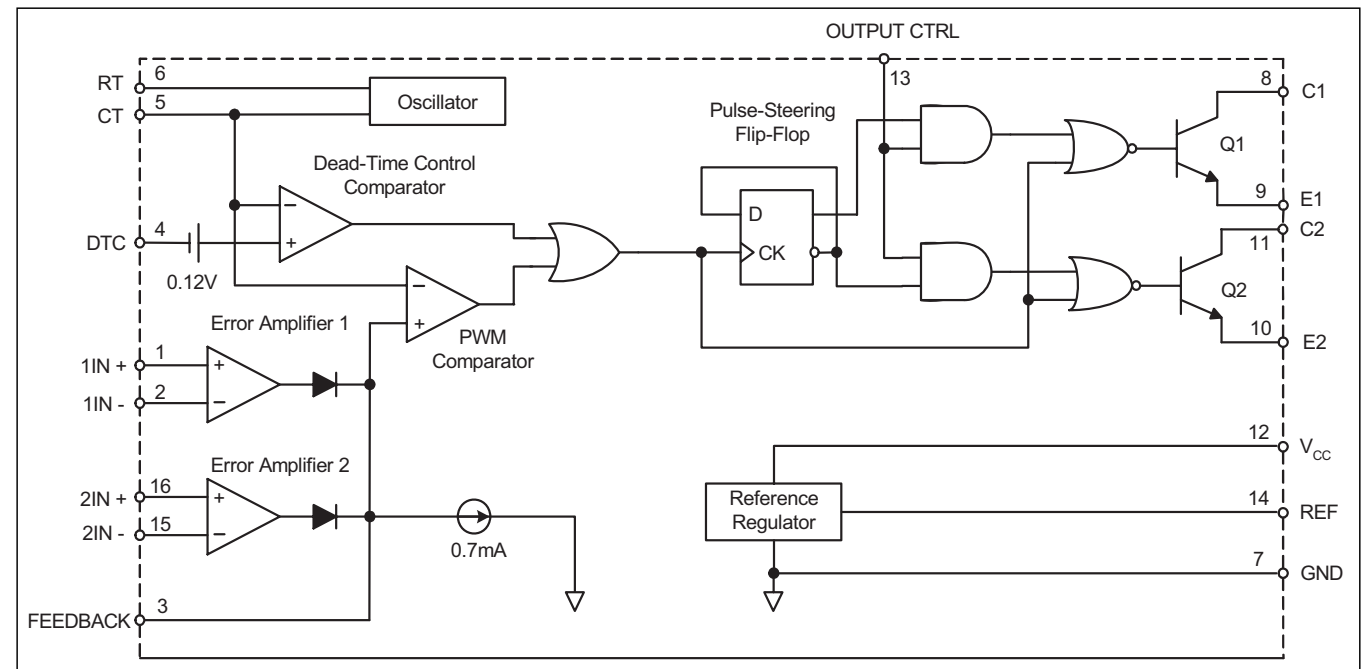 OUTPUT CTRL
13
RT
6
CT
5
Oscillator
Pulse-Steering
Flip-Flop
8
C1
Q1
9
E1
Dead-Time Control
Comparator
−
+
DTC
4
0.12V
D
CK
C2
11
Q2
10
E2
−
+
PWM
Comparator
Error Amplifier 1
1IN +
1
+
1IN -
2
−
Error Amplifier 2
2IN +
16
+
2IN -
15
−
0.7mA
FEEDBACK
3
12
VCC
Reference
Regulator
14
REF
7
GND